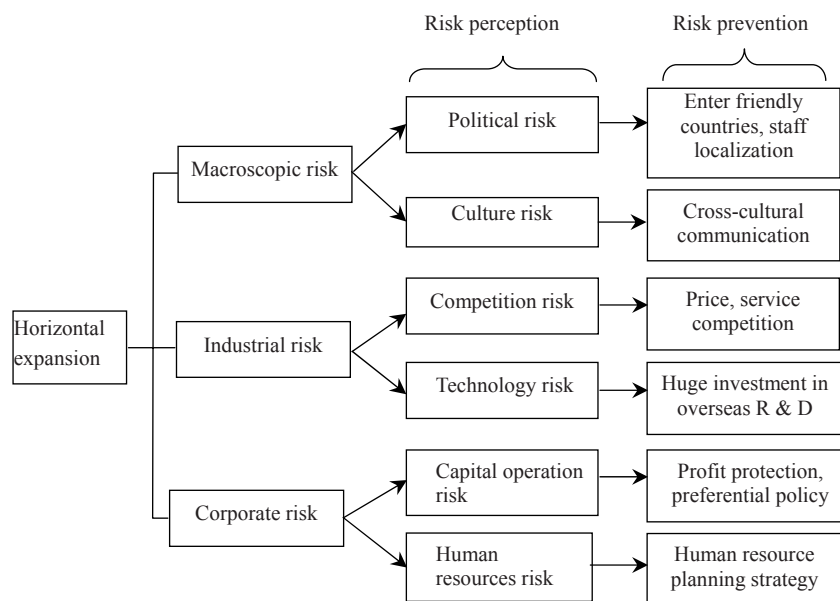 Risk perception
Risk prevention
Political risk
Enter friendly
countries, staff
localization
Macroscopic risk
Culture risk
Cross-cultural
communication
Horizontal
expansion
Industrial risk
Competition risk
Price, service
competition
Technology risk
Huge investment in
overseas R & D
Corporate risk
Capital operation
risk
Profit protection,
preferential policy
Human
resources risk
Human resource
planning strategy